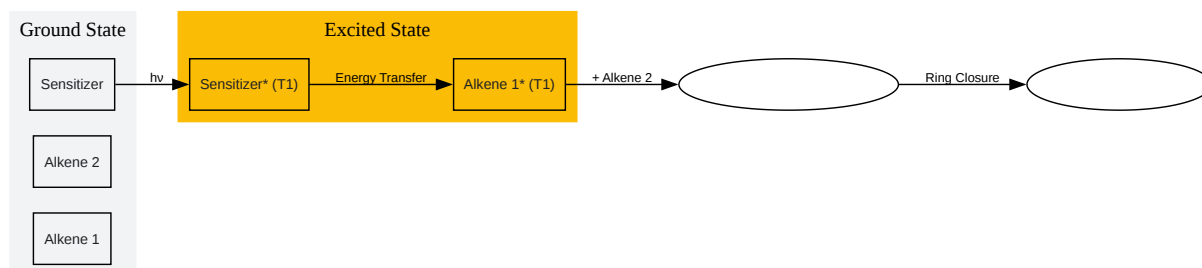 Ground State
Excited State
Sensitizer
hν
Sensitizer* (T1)
Energy Transfer
Alkene 1* (T1)
+ Alkene 2
Ring Closure
Alkene 2
Alkene 1